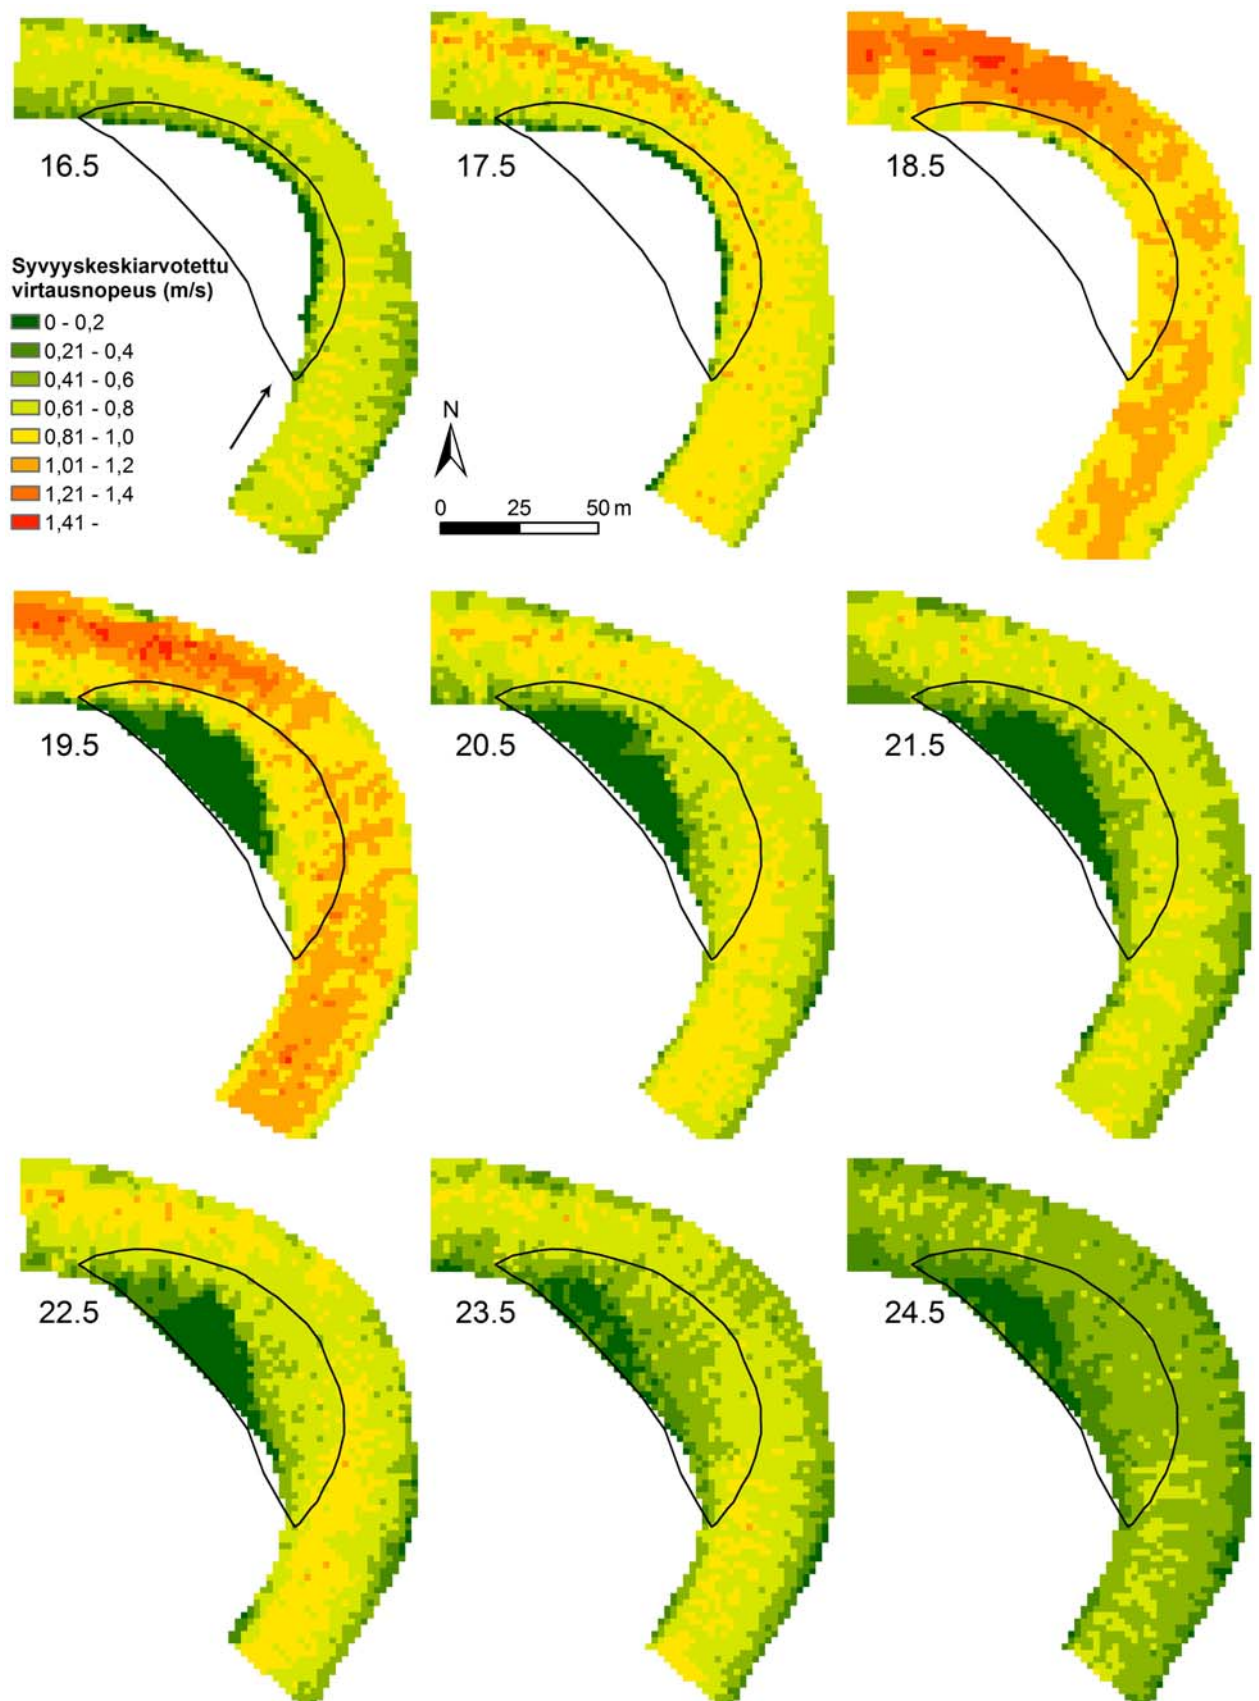 16.5
17.5
18.5
Syvyyskeskiarvotettu
virtausnopeus (m/s)
0 - 0,2
0,21 - 0,4
0,41 - 0,6
0,61 - 0,8
0,81 - 1,0
1,01 - 1,2
1,21 - 1,4
1,41 -
N
0 25 50 m
19.5
20.5
21.5
22.5
23.5
24.5